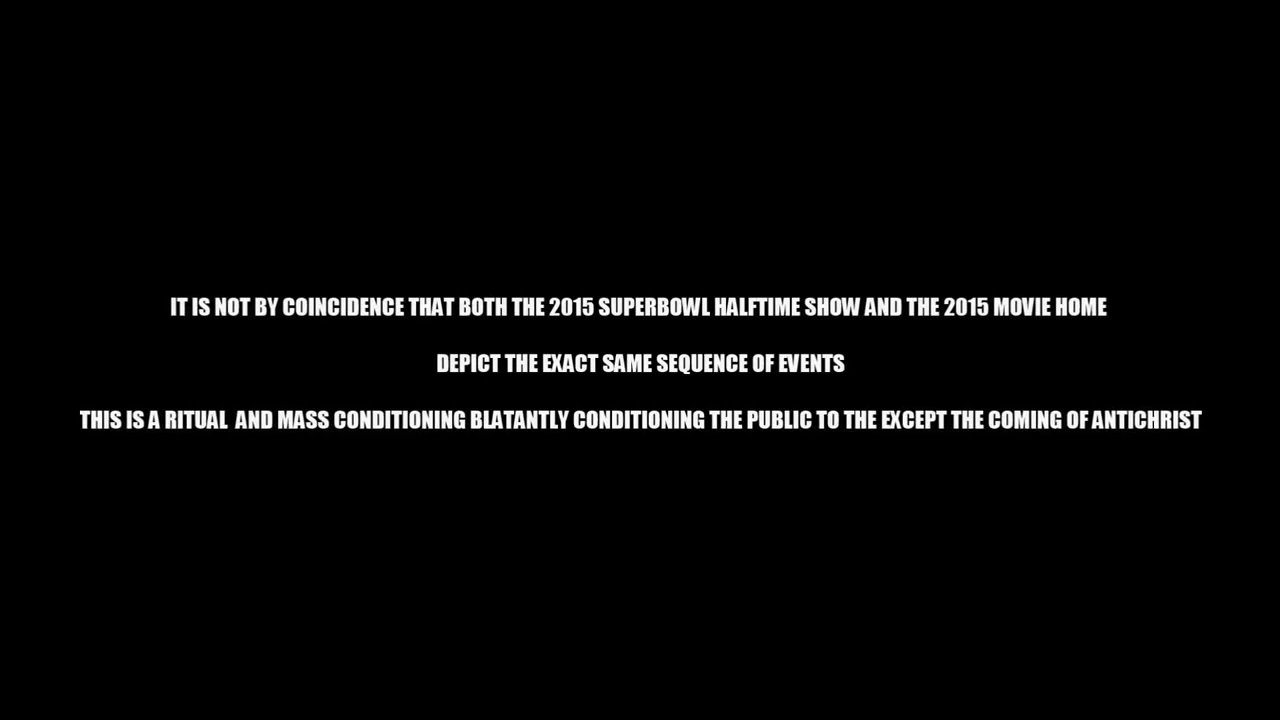 IT IS NOT BY COINCIDENCE THAT BOTH THE 2015 SUPERBOWL HALFTIME SHOW AND THE 2015 MOVIE HOME
DEPICT THE EXACT SAME SEQUENCE OF EVENTS
THIS IS A RITUAL  AND MASS CONDITIONING BLATANTLY CONDITIONING THE PUBLIC TO THE EXCEPT THE COMING OF ANTICHRIST